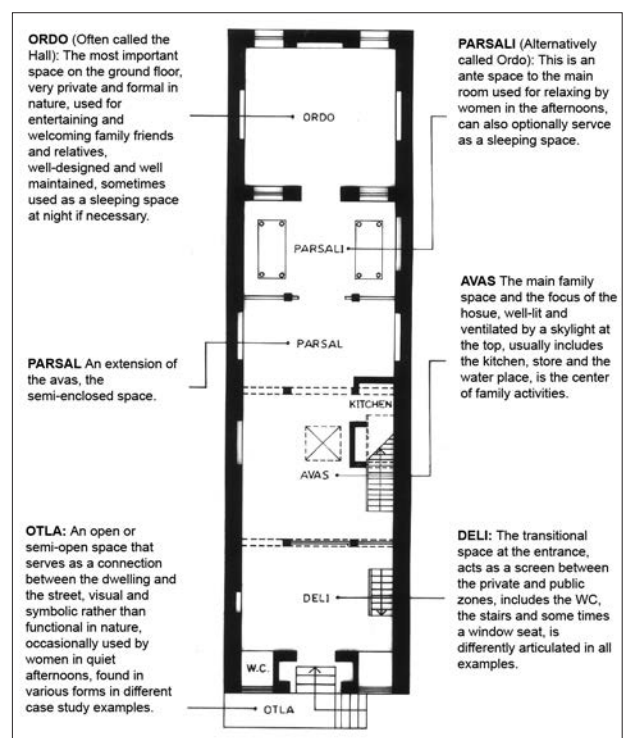 ORDO (Often called the
Hall): The most important
space on the ground floor,
very private and formal in
nature, used for
entertaining and
welcoming family friends
and relatives,
well-designed and well
maintained, sometimes
used as a sleeping space
at night if necessary.
PARSALI (Alternatively
called Ordo): This is an
ante space to the main
room used for relaxing by
women in the afternoons,
can also optionally servce
as a sleeping space.
ORDO
PARSALI
AVAS The main family
space and the focus of the
hosue, well-lit and
ventilated by a skylight at
the top, usually includes
the kitchen, store and the
water place, is the center
of family activities.
PARSAL
PARSAL An extension of
the avas, the
semi-enclosed space.
KITCHEN
AVAS
OTLA: An open or
semi-open space that
serves as a connection
between the dwelling and
the street, visual and
symbolic rather than
functional in nature,
occasionally used by
women in quiet
afternoons, found in
various forms in different
case study examples.
DELI: The transitional
space at the entrance,
acts as a screen between
the private and public
zones, includes the WC,
the stairs and some times
a window seat, is
differently articulated in all
examples.
DELI
W.C.
OTLA